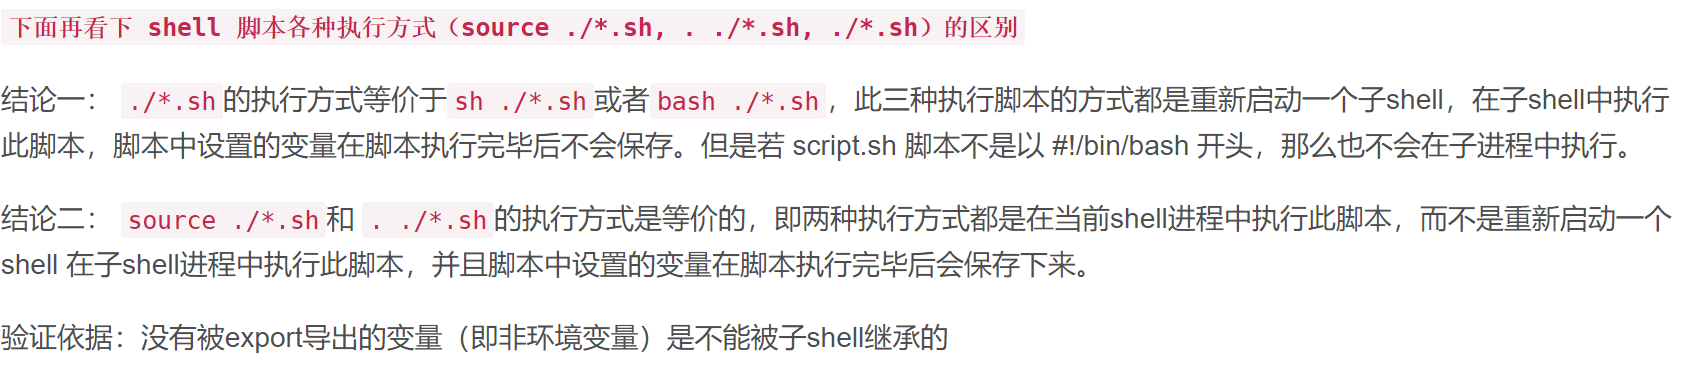 下面再看下 shell 脚本各种执行方式（source ./*.sh, . ./*.sh, ./*.sh）的区别
结论一： ./*.sh的执行方式等价于sh ./*.sh或者bash ./*.sh，此三种执行脚本的方式都是重新启动一个子shell，在子shell中执行
此脚本，脚本中设置的变量在脚本执行完毕后不会保存。但是若 script.sh 脚本不是以 #!/bin/bash 开头，那么也不会在子进程中执行。
结论二： source ./*.sh和 . ./*.sh的执行方式是等价的，即两种执行方式都是在当前shell进程中执行此脚本，而不是重新启动一个
shell 在子shell进程中执行此脚本，并且脚本中设置的变量在脚本执行完毕后会保存下来。
验证依据：没有被export导出的变量（即非环境变量）是不能被子shell继承的